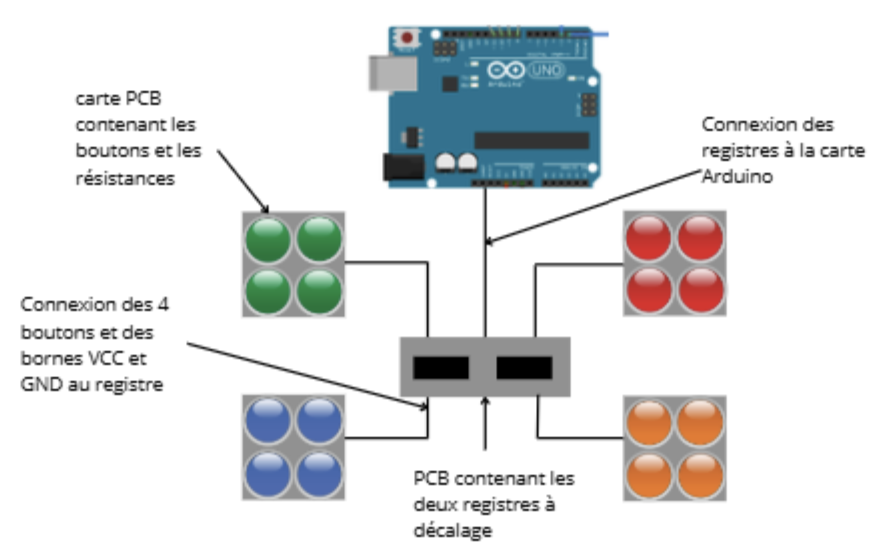 UNO
carte PCB
contenant les
boutons et les
résistances
Connexion des
registres à la carte
Arduino
Connexion des 4
boutons et des
bornes VCC et
GND au registre
PCB contenant les
deux registres à
décalage